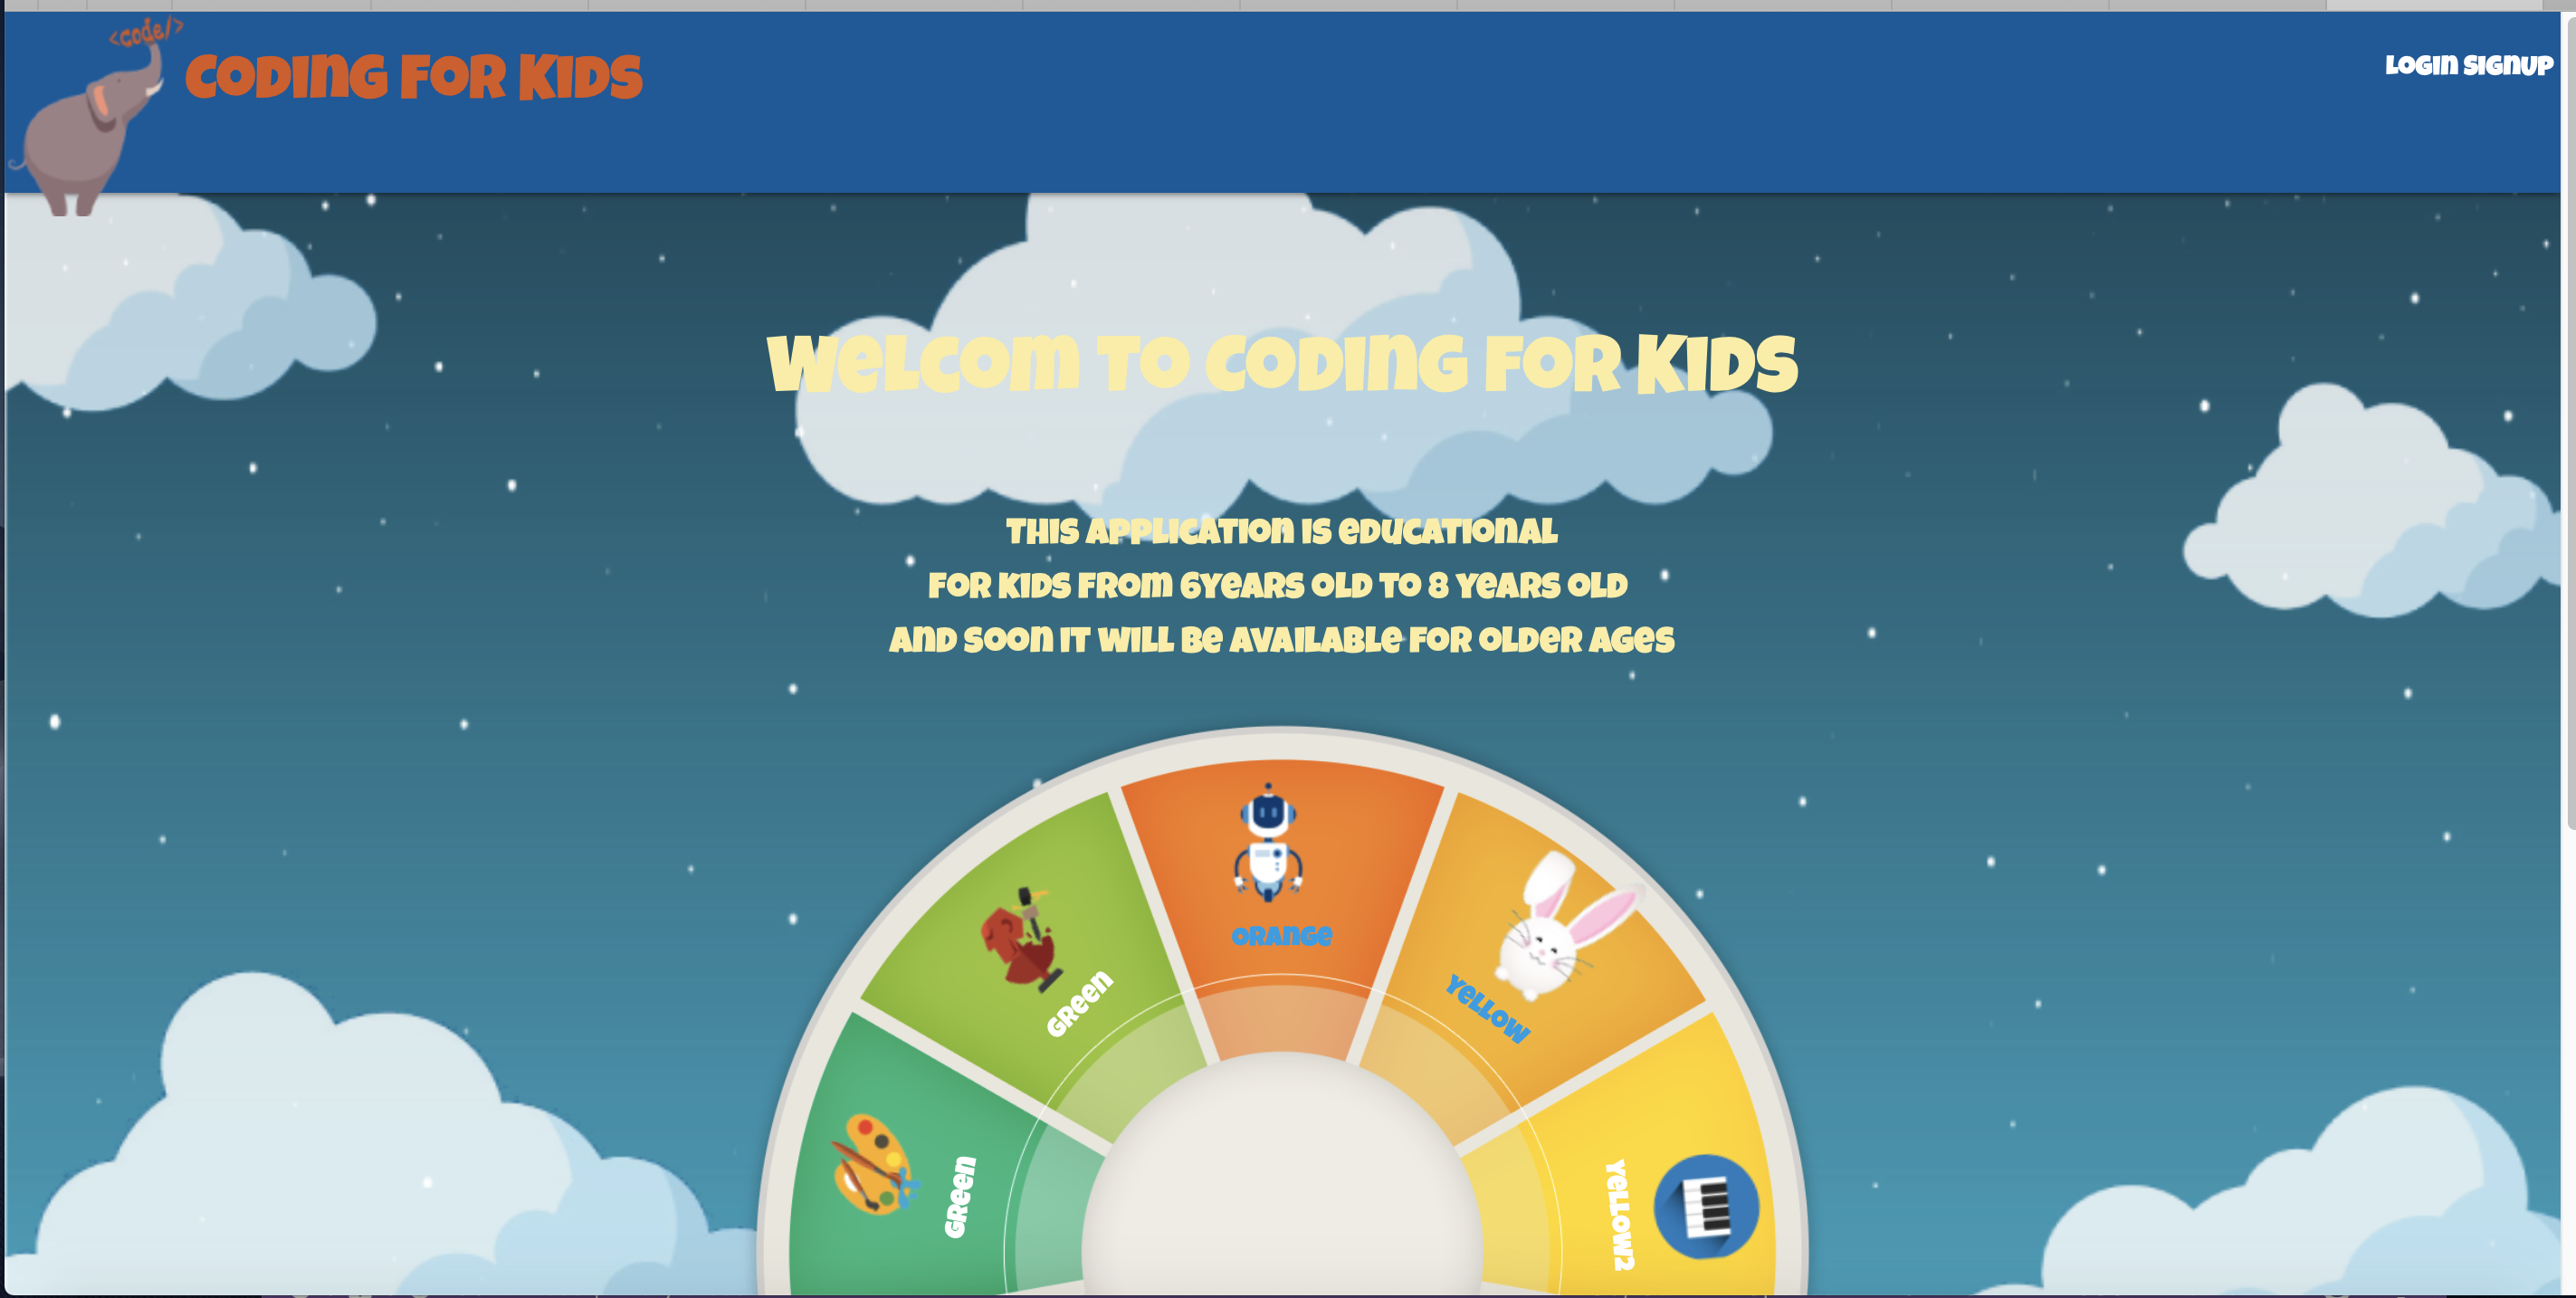 <code/>
CODING FOR KIDS
LOGIN SIGNUP
WELCOM TO CODING FOR KIDS
THIS APPLICATION IS EDUCATIONAL
FOR KIDS FROM 6YEARS OLD TO 8 YEARS OLD
AND SOON IT WILL BE AVAILABLE FOR OLDER AGES
ORANGE
GREEN
YELLOW
GREEN
YELLOW2